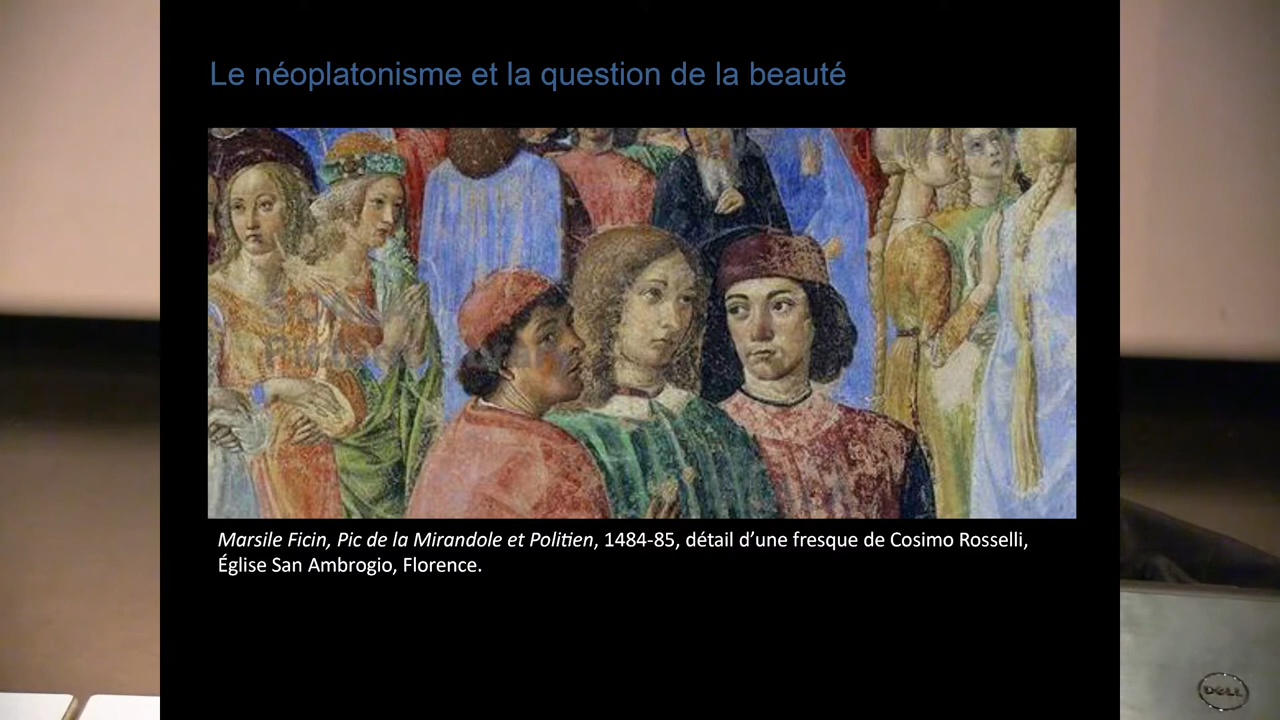 Le néoplatonisme et la question de la beauté
Marsile Ficin, Pic de la Mirandole et Politien, 1484-85, détail d’une fresque de Cosimo Rosselli,
Église San Ambrogio, Florence.
DELL